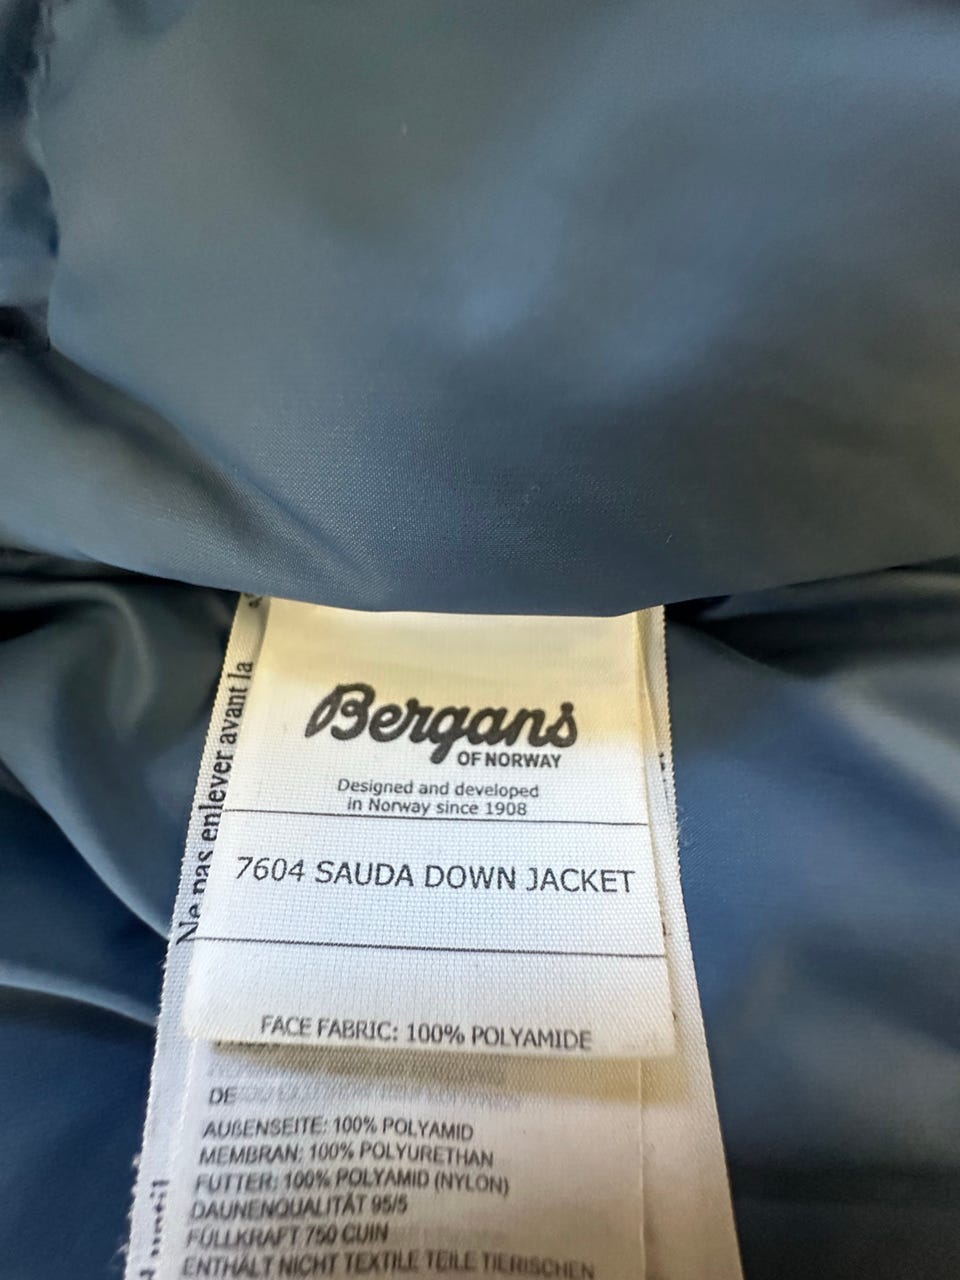 Bergans
OF NORWAY
Designed and developed
in Norway since 1908
7604 SAUDA DOWN JACKET
FACE FABRIC: 100% POLYAMIDE
DE
AUßENSEITE: 100% POLYAMID
MEMBRAN: 100% POLYURETHAN
FUTTER: 100% POLYAMID (NYLON)
DAUNENQUALITÄT 95/5
FÜLLKRAFT 750 CUIN
ENTHÄLT NICHT TEXTILE TEILE TIERISCHEN
Ne pas enlever avant la